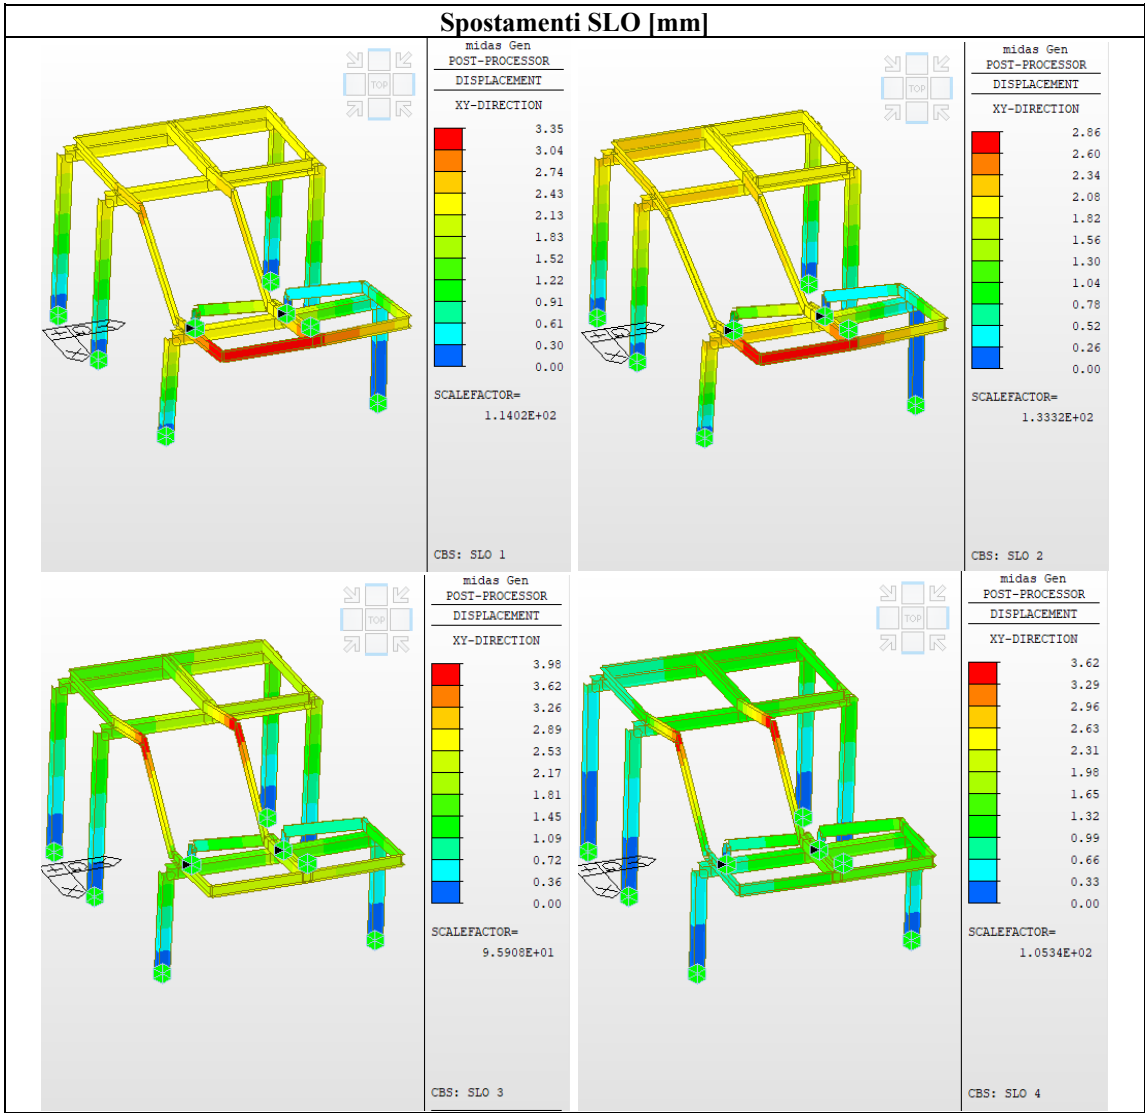 Spostamenti SLO [mm]
midas Gen
POST-PROCESSOR
DISPLACEMENT
XY-DIRECTION
3.35
3.04
2.74
2.43
2.13
1.83
1.52
1.22
0.91
0.61
0.30
0.00
SCALEFACTOR=
1.1402E+02
CBS: SLO 1
TOP
midas Gen
POST-PROCESSOR
DISPLACEMENT
XY-DIRECTION
2.86
2.60
2.34
2.08
1.82
1.56
1.30
1.04
0.78
0.52
0.26
0.00
SCALEFACTOR=
1.3332E+02
CBS: SLO 2
TOP
midas Gen
POST-PROCESSOR
DISPLACEMENT
XY-DIRECTION
3.98
3.62
3.26
2.89
2.53
2.17
1.81
1.45
1.09
0.72
0.36
0.00
SCALEFACTOR=
9.5908E+01
CBS: SLO 3
TOP
midas Gen
POST-PROCESSOR
DISPLACEMENT
XY-DIRECTION
3.62
3.29
2.96
2.63
2.31
1.98
1.65
1.32
0.99
0.66
0.33
0.00
SCALEFACTOR=
1.0534E+02
CBS: SLO 4
TOP